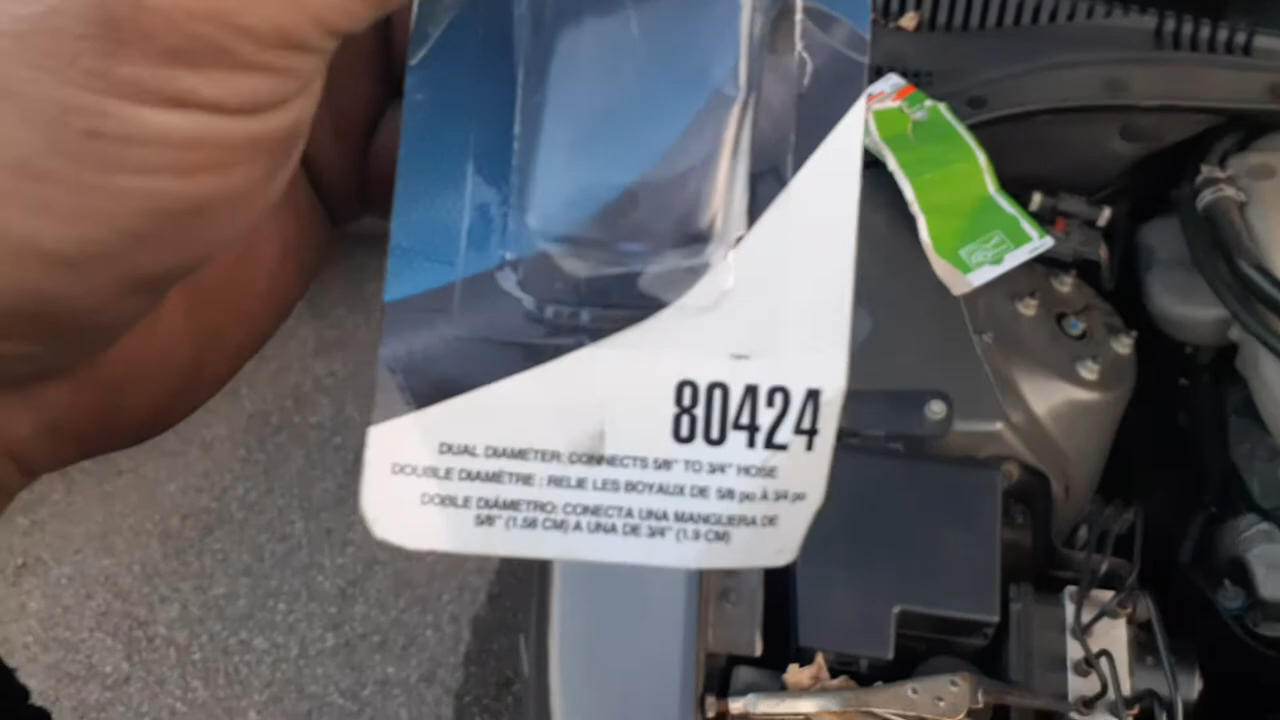 80424
DUAL DIAMETER: CONNECTS 5/8" TO 3/4" HOSE
DOUBLE DIAMÈTRE : RELIE LES BOYAUX DE 5/8 po À 3/4 po
DOBLE DIÁMETRO: CONECTA UNA MANGUERA DE
5/8" (1.58 CM) A UNA DE 3/4" (1.9 CM)